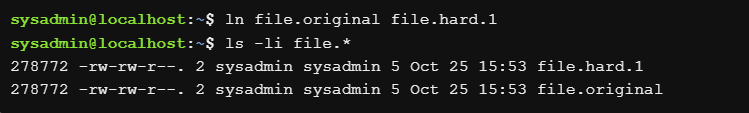 sysadmin@localhost:~$ ln file.original file.hard.1
sysadmin@localhost:~$ ls -li file.*
278772 -rw-rw-r--. 2 sysadmin sysadmin 5 Oct 25 15:53 file.hard.1
278772 -rw-rw-r--. 2 sysadmin sysadmin 5 Oct 25 15:53 file.original